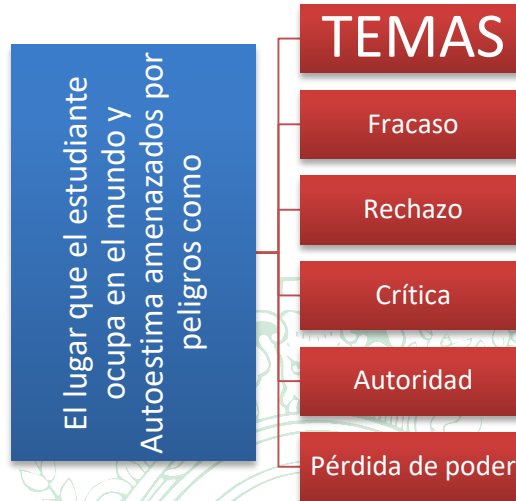 El lugar que el estudiante
ocupa en el mundo y
Autoestima amenazados por
peligros como
TEMAS
Fracaso
Rechazo
Crítica
Autoridad
Pérdida de poder